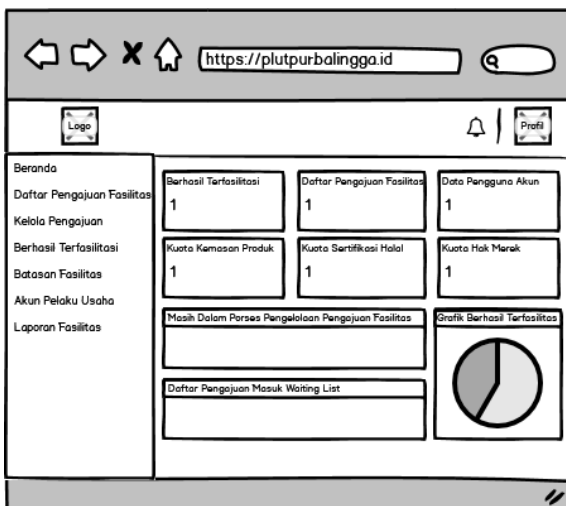 https://plutpurbalingga.id
Logo
Profil
Beranda
Daftar Pengajuan Fasilitas
Kelola Pengajuan
Berhasil Terfasilitasi
Batasan Fasilitas
Akun Pelaku Usaha
Laporan Fasilitas
Berhasil Terfasilitasi
1
Daftar Pengajuan Fasilitas
1
Data Pengguna Akun
1
Kuota Kemasan Produk
1
Kuota Sertifikasi Halal
1
Kuota Hak Merek
1
Masih Dalam Porses Pengelolaan Pengajuan Fasilitas
Grafik Berhasil Terfasilitas
Daftar Pengajuan Masuk Waiting List